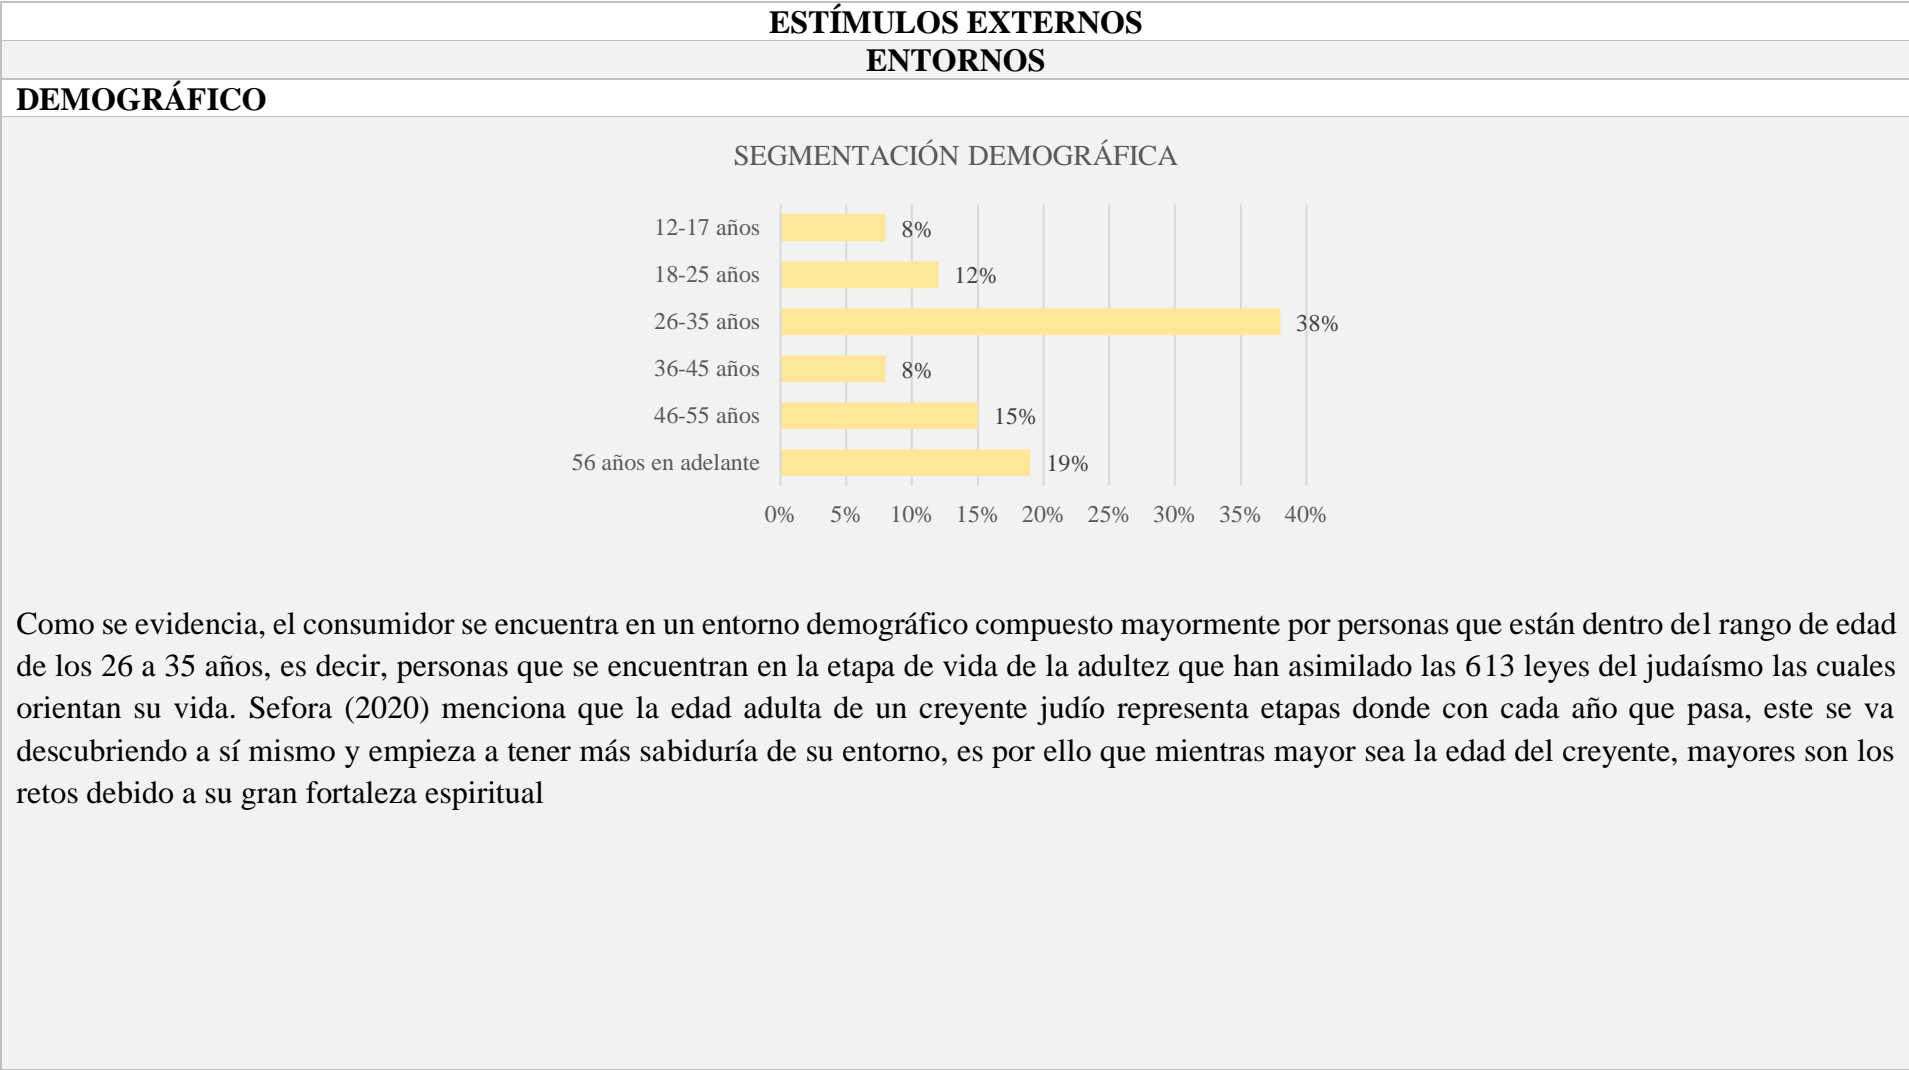 ESTÍMULOS EXTERNOS
ENTORNOS
DEMOGRÁFICO
SEGMENTACIÓN DEMOGRÁFICA
12-17 años 8%
18-25 años 12%
26-35 años 38%
36-45 años 8%
46-55 años 15%
56 años en adelante 19%
0% 5% 10% 15% 20% 25% 30% 35% 40%
Como se evidencia, el consumidor se encuentra en un entorno demográfico compuesto mayormente por personas que están dentro del rango de edad
de los 26 a 35 años, es decir, personas que se encuentran en la etapa de vida de la adultez que han asimilado las 613 leyes del judaísmo las cuales
orientan su vida. Sefora (2020) menciona que la edad adulta de un creyente judío representa etapas donde con cada año que pasa, este se va
descubriendo a sí mismo y empieza a tener más sabiduría de su entorno, es por ello que mientras mayor sea la edad del creyente, mayores son los
retos debido a su gran fortaleza espiritual